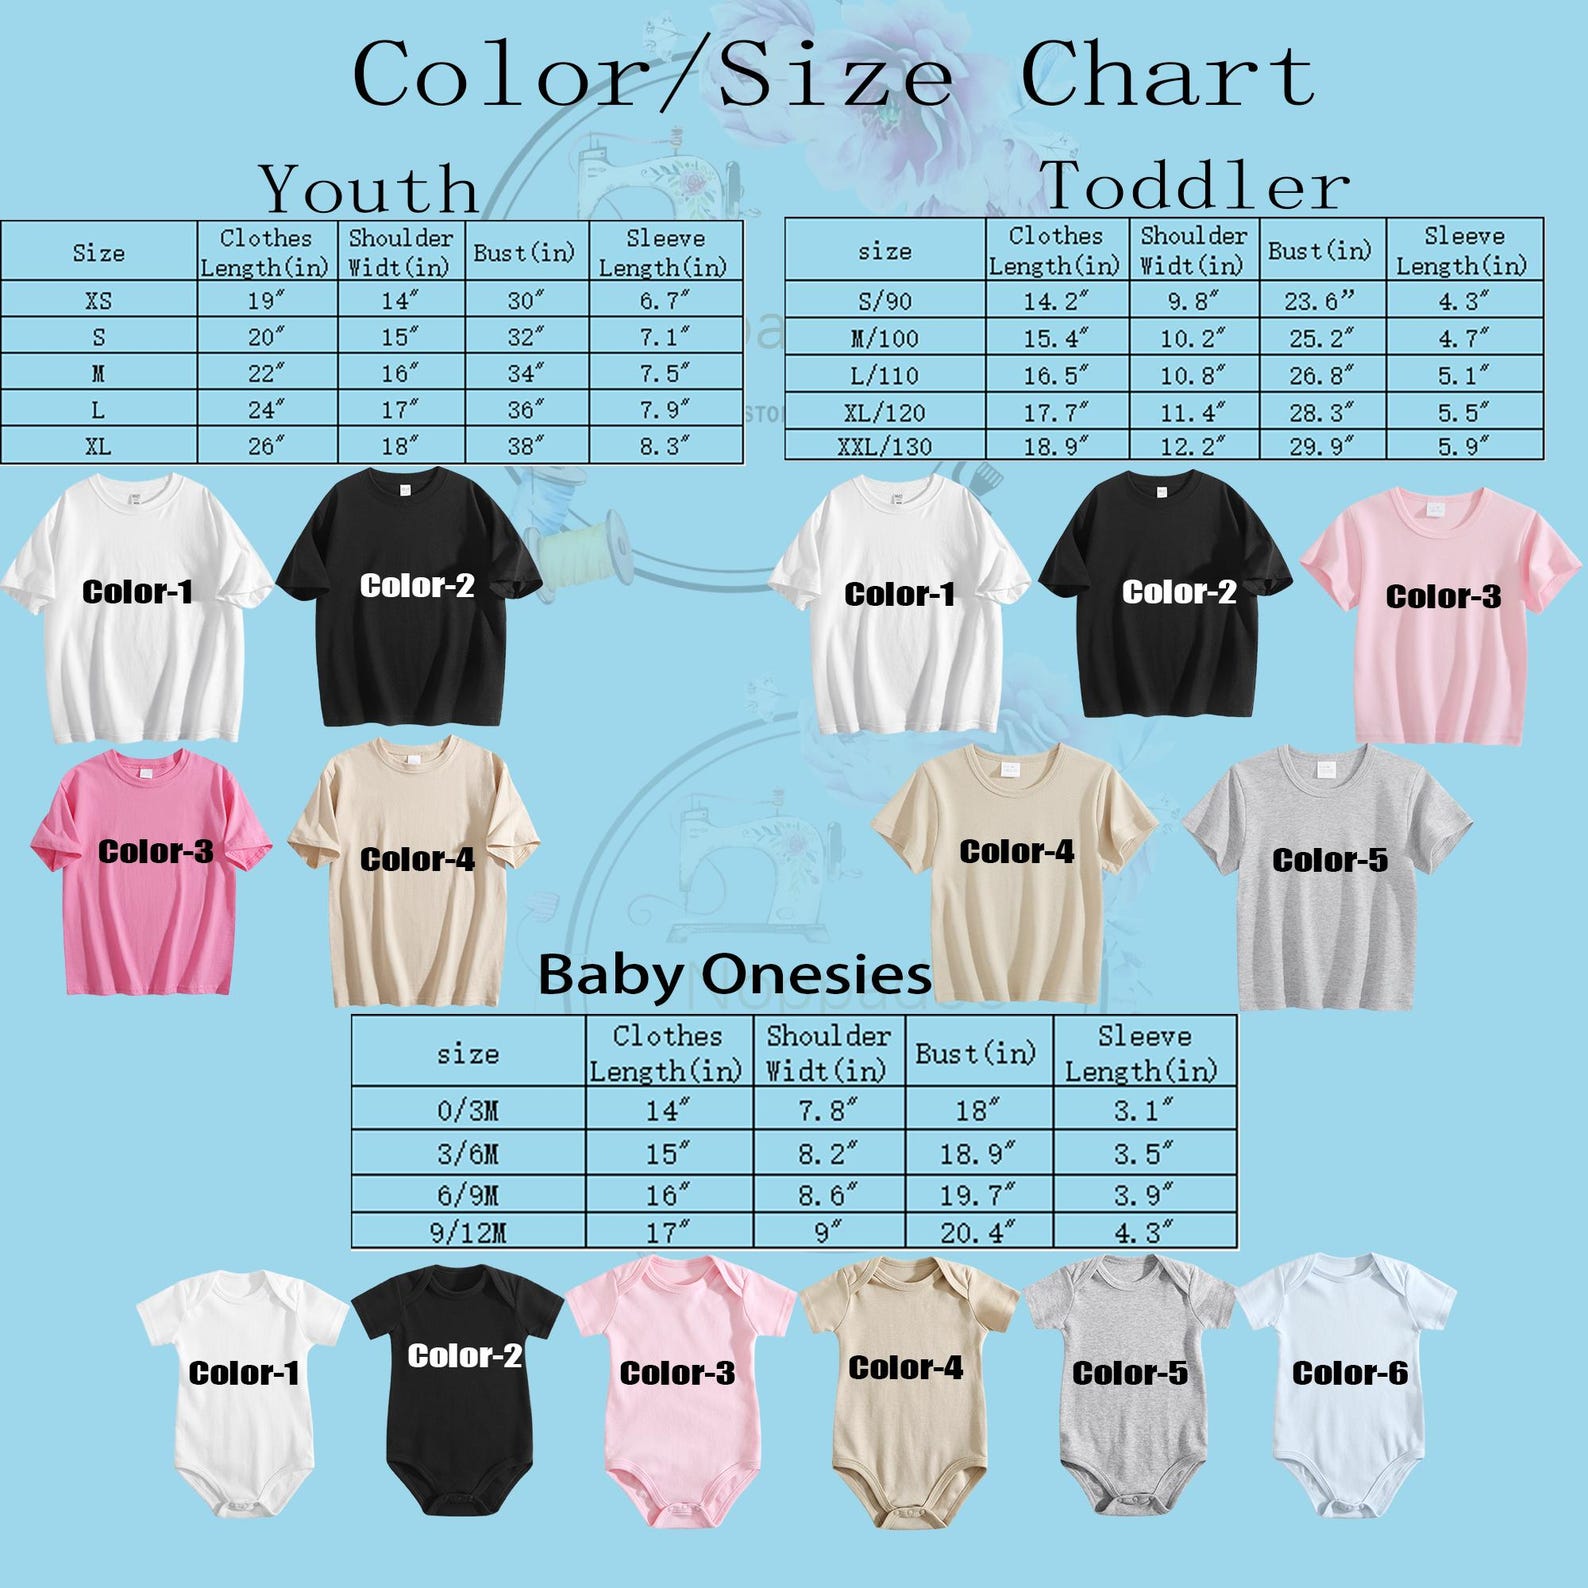 Color/Size Chart
Youth
Size Clothes Length(in) Shoulder Widt(in) Bust(in) Sleeve Length(in)
XS 19″ 14″ 30″ 6.7″
S 20″ 15″ 32″ 7.1″
M 22″ 16″ 34″ 7.5″
L 24″ 17″ 36″ 7.9″
XL 26″ 18″ 38″ 8.3″
Toddler
size Clothes Length(in) Shoulder Widt(in) Bust(in) Sleeve Length(in)
S/90 14.2″ 9.8″ 23.6” 4.3″
M/100 15.4″ 10.2″ 25.2″ 4.7″
L/110 16.5″ 10.8″ 26.8″ 5.1″
XL/120 17.7″ 11.4″ 28.3″ 5.5″
XXL/130 18.9″ 12.2″ 29.9″ 5.9″
Color-1
Color-2
Color-3
Color-4
Color-1
Color-2
Color-3
Color-4
Color-5
Baby Onesies
size Clothes Length(in) Shoulder Widt(in) Bust(in) Sleeve Length(in)
0/3M 14″ 7.8″ 18″ 3.1″
3/6M 15″ 8.2″ 18.9″ 3.5″
6/9M 16″ 8.6″ 19.7″ 3.9″
9/12M 17″ 9″ 20.4″ 4.3″
Color-1
Color-2
Color-3
Color-4
Color-5
Color-6